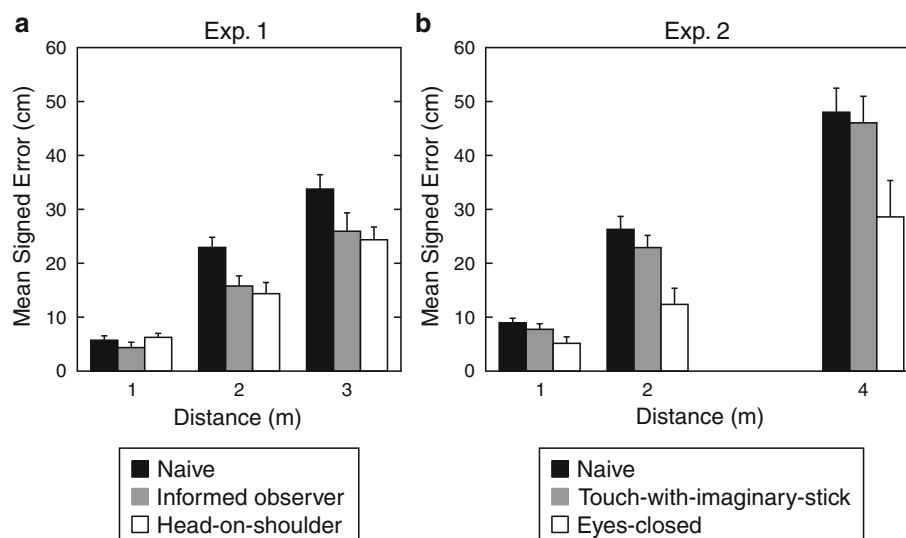 a
Exp. 1
60
50
40
30
20
10
0
Mean Signed Error (cm)
1 2 3
Distance (m)
Naive
Informed observer
Head-on-shoulder
b
Exp. 2
60
50
40
30
20
10
0
Mean Signed Error (cm)
1 2 4
Distance (m)
Naive
Touch-with-imaginary-stick
Eyes-closed